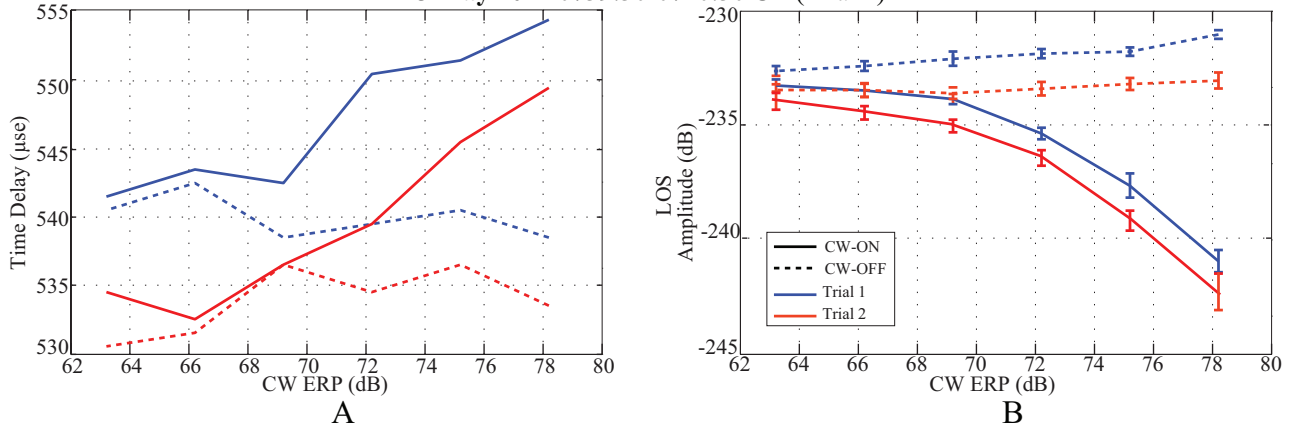 555
550
545
540
535
530
Time Delay (μse)
62 64 66 68 70 72 74 76 78 80
CW ERP (dB)
A
-230
-235
-240
-245
LOS
Amplitude (dB)
CW-ON
CW-OFF
Trial 1
Trial 2
62 64 66 68 70 72 74 76 78 80
CW ERP (dB)
B